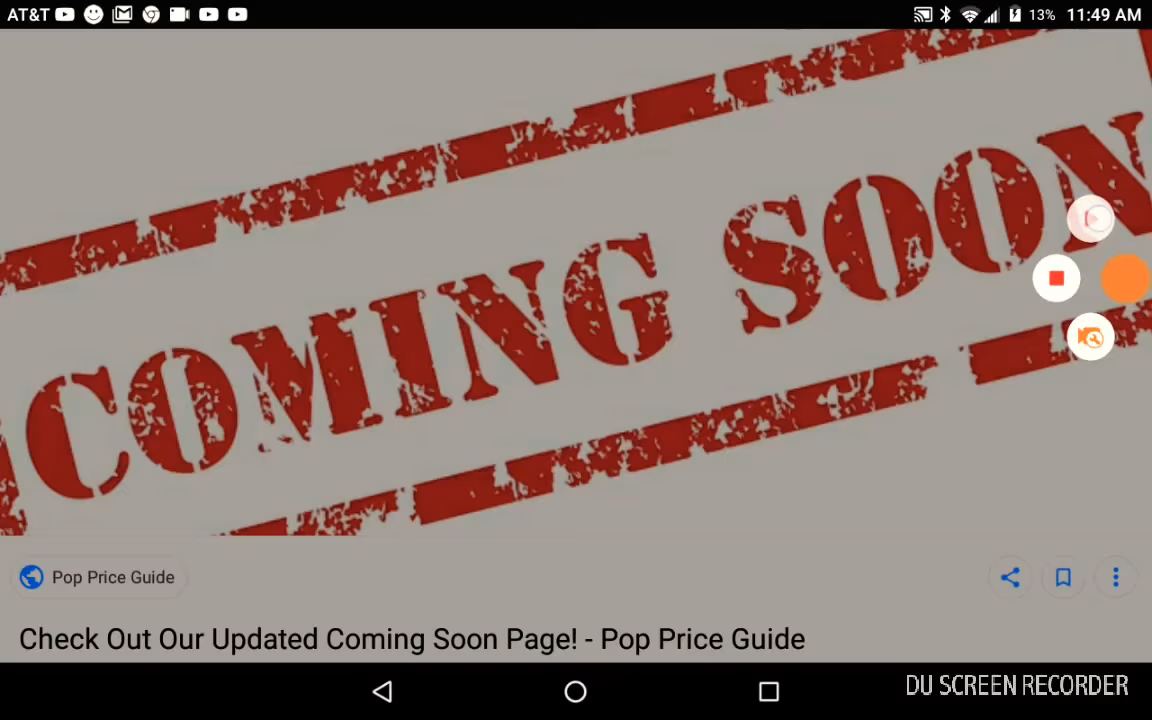 AT&T 13% 11:49 AM
COMING SOON
Pop Price Guide
Check Out Our Updated Coming Soon Page! - Pop Price Guide
DU SCREEN RECORDER